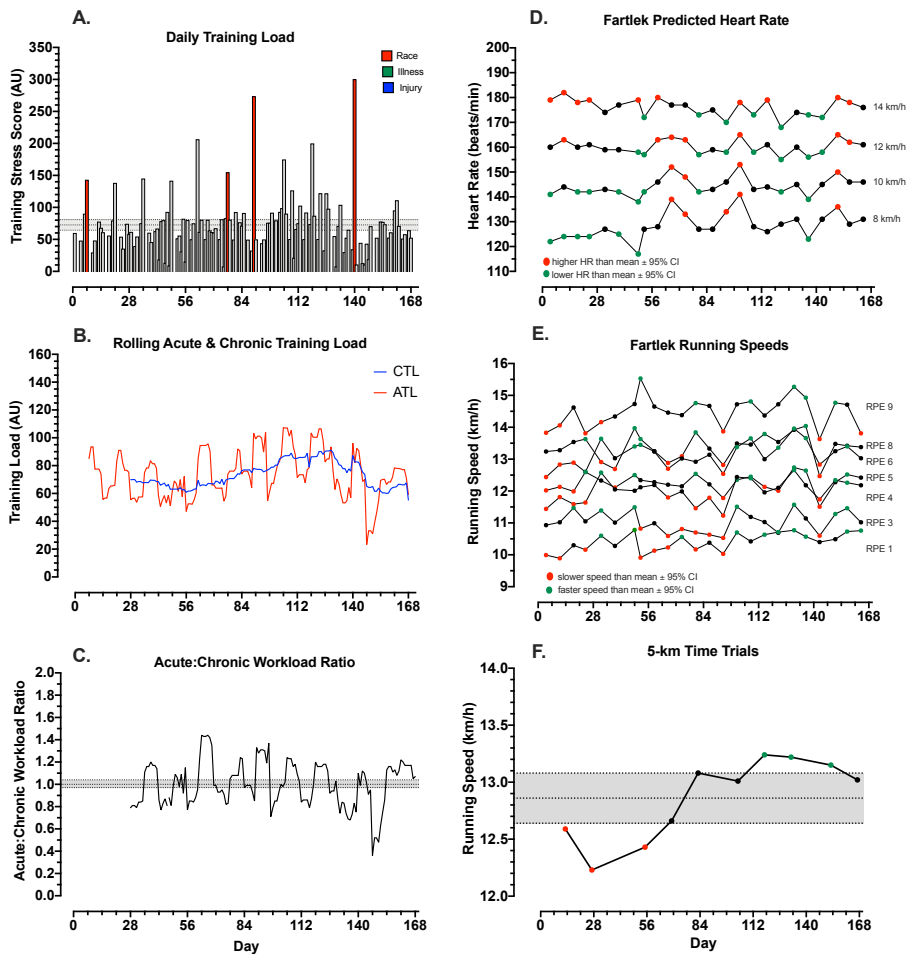 A.
Daily Training Load
Training Stress Score (AU)
350
300
250
200
150
100
50
0
Race
Illness
Injury
0 28 56 84 112 140 168
B.
Rolling Acute & Chronic Training Load
Training Load (AU)
160
140
120
100
80
60
40
20
0
CTL
ATL
0 28 56 84 112 140 168
C.
Acute:Chronic Workload Ratio
Acute:Chronic Workload Ratio
2.0
1.8
1.6
1.4
1.2
1.0
0.8
0.6
0.4
0.2
0.0
0 28 56 84 112 140 168
Day
D.
Fartlek Predicted Heart Rate
Heart Rate (beats/min)
200
190
180
170
160
150
140
130
120
110
14 km/h
12 km/h
10 km/h
8 km/h
higher HR than mean ± 95% CI
lower HR than mean ± 95% CI
0 28 56 84 112 140 168
E.
Fartlek Running Speeds
Running Speed (km/h)
16
15
14
13
12
11
10
9
RPE 9
RPE 8
RPE 6
RPE 5
RPE 4
RPE 3
RPE 1
slower speed than mean ± 95% CI
faster speed than mean ± 95% CI
0 28 56 84 112 140 168
F.
5-km Time Trials
Running Speed (km/h)
14.0
13.0
12.5
12.0
0 28 56 84 112 140 168
Day